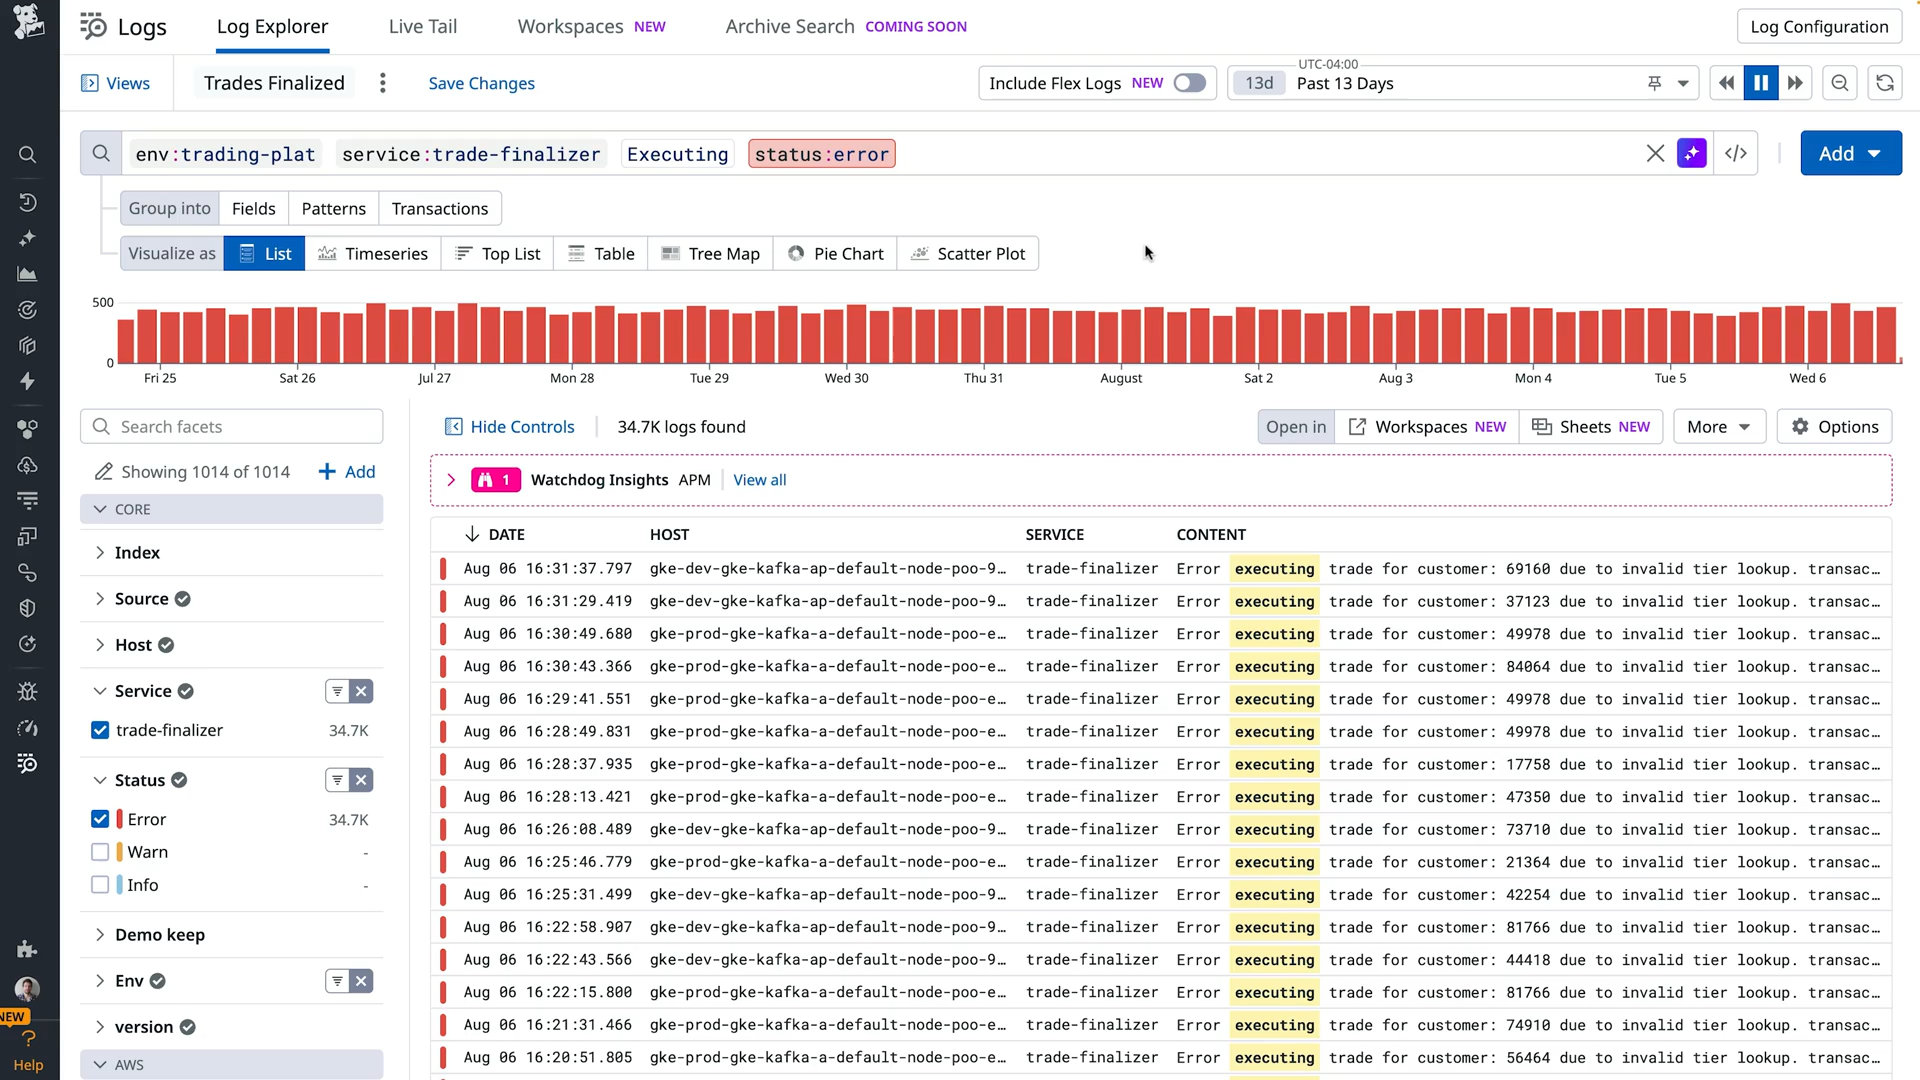 Logs
Log Explorer
Live Tail
Workspaces NEW
Archive Search COMING SOON
Log Configuration
Views
Trades Finalized
Save Changes
Include Flex Logs NEW
UTC-04:00
13d Past 13 Days
env:trading-plat service:trade-finalizer Executing status:error
</>
Add
Group into Fields Patterns Transactions
Visualize as List Timeseries Top List Table Tree Map Pie Chart Scatter Plot
500
0
Fri 25 Sat 26 Jul 27 Mon 28 Tue 29 Wed 30 Thu 31 August Sat 2 Aug 3 Mon 4 Tue 5 Wed 6
Search facets
Showing 1014 of 1014
Add
CORE
Index
Source
Host
Service
trade-finalizer 34.7K
Status
Error 34.7K
Warn -
Info -
Demo keep
Env
version
AWS
NEW
?
Help
Hide Controls
34.7K logs found
Open in Workspaces NEW Sheets NEW
More
Options
1 Watchdog Insights APM View all
DATE HOST SERVICE CONTENT
Aug 06 16:31:37.797 gke-dev-gke-kafka-ap-default-node-poo-9… trade-finalizer Error executing trade for customer: 69160 due to invalid tier lookup. transac…
Aug 06 16:31:29.419 gke-dev-gke-kafka-ap-default-node-poo-9… trade-finalizer Error executing trade for customer: 37123 due to invalid tier lookup. transac…
Aug 06 16:30:49.680 gke-prod-gke-kafka-a-default-node-poo-e… trade-finalizer Error executing trade for customer: 49978 due to invalid tier lookup. transac…
Aug 06 16:30:43.366 gke-prod-gke-kafka-a-default-node-poo-e… trade-finalizer Error executing trade for customer: 84064 due to invalid tier lookup. transac…
Aug 06 16:29:41.551 gke-prod-gke-kafka-a-default-node-poo-e… trade-finalizer Error executing trade for customer: 49978 due to invalid tier lookup. transac…
Aug 06 16:28:49.831 gke-prod-gke-kafka-a-default-node-poo-e… trade-finalizer Error executing trade for customer: 49978 due to invalid tier lookup. transac…
Aug 06 16:28:37.935 gke-prod-gke-kafka-a-default-node-poo-e… trade-finalizer Error executing trade for customer: 17758 due to invalid tier lookup. transac…
Aug 06 16:28:13.421 gke-prod-gke-kafka-a-default-node-poo-e… trade-finalizer Error executing trade for customer: 47350 due to invalid tier lookup. transac…
Aug 06 16:26:08.489 gke-dev-gke-kafka-ap-default-node-poo-9… trade-finalizer Error executing trade for customer: 73710 due to invalid tier lookup. transac…
Aug 06 16:25:46.779 gke-prod-gke-kafka-a-default-node-poo-e… trade-finalizer Error executing trade for customer: 21364 due to invalid tier lookup. transac…
Aug 06 16:25:31.499 gke-dev-gke-kafka-ap-default-node-poo-9… trade-finalizer Error executing trade for customer: 42254 due to invalid tier lookup. transac…
Aug 06 16:22:58.907 gke-prod-gke-kafka-a-default-node-poo-e… trade-finalizer Error executing trade for customer: 81766 due to invalid tier lookup. transac…
Aug 06 16:22:43.566 gke-dev-gke-kafka-ap-default-node-poo-9… trade-finalizer Error executing trade for customer: 44418 due to invalid tier lookup. transac…
Aug 06 16:22:15.800 gke-prod-gke-kafka-a-default-node-poo-e… trade-finalizer Error executing trade for customer: 81766 due to invalid tier lookup. transac…
Aug 06 16:21:31.466 gke-prod-gke-kafka-a-default-node-poo-e… trade-finalizer Error executing trade for customer: 74910 due to invalid tier lookup. transac…
Aug 06 16:20:51.805 gke-prod-gke-kafka-a-default-node-poo-e… trade-finalizer Error executing trade for customer: 56464 due to invalid tier lookup. transac…